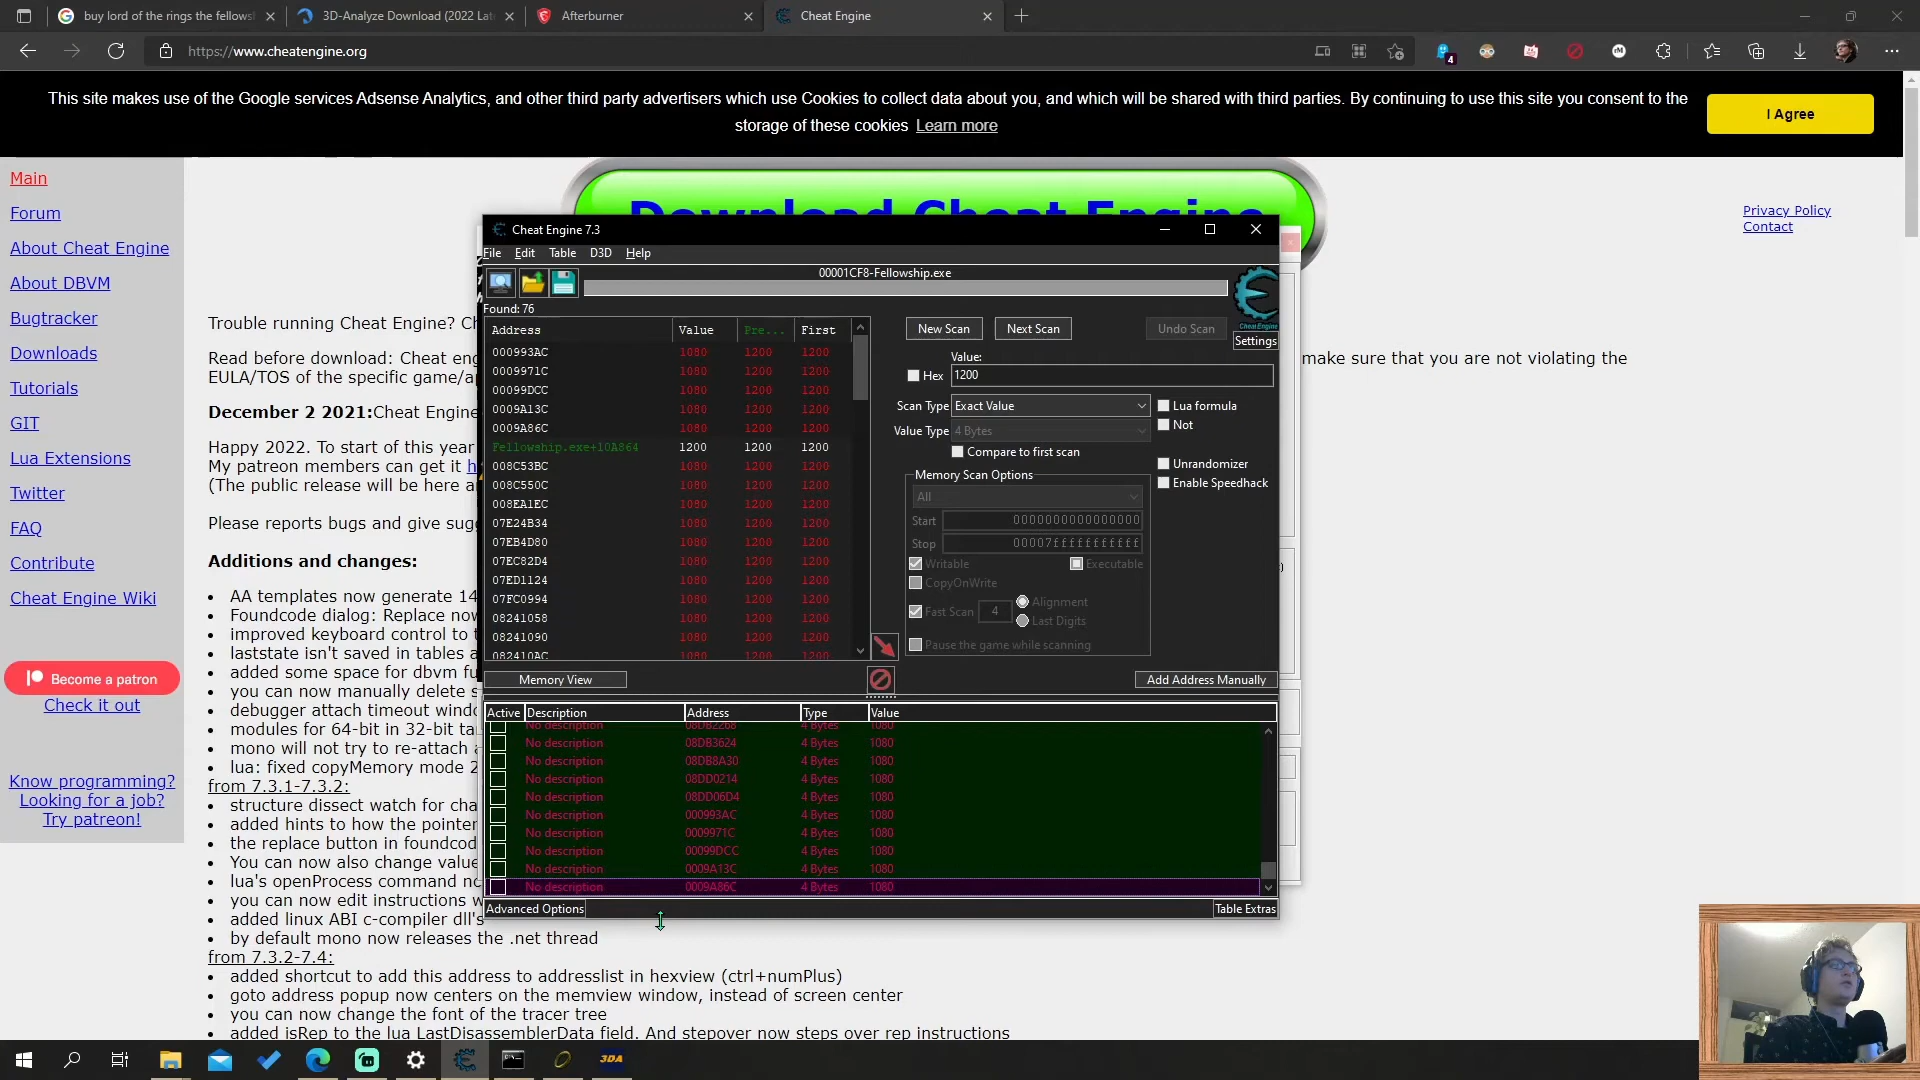 buy lord of the rings the fellows
3D-Analyze Download (2022 Lat
Afterburner
Cheat Engine
https://www.cheatengine.org
4
This site makes use of the Google services Adsense Analytics, and other third party advertisers which use Cookies to collect data about you, and which will be shared with third parties. By continuing to use this site you consent to the
storage of these cookies Learn more
I Agree
Main
Forum
About Cheat Engine
About DBVM
Bugtracker
Downloads
Tutorials
GIT
Lua Extensions
Twitter
FAQ
Contribute
Cheat Engine Wiki
Become a patron
Check it out
Know programming?
Looking for a job?
Try patreon!
Download Cheat Engine
Privacy Policy
Contact
Trouble running Cheat Engine? Ch
Read before download: Cheat eng
make sure that you are not violating the
EULA/TOS of the specific game/a
December 2 2021:Cheat Engine
Happy 2022. To start of this year
My patreon members can get it h
(The public release will be here a
Please reports bugs and give sug
Additions and changes:
AA templates now generate 14
Foundcode dialog: Replace now
improved keyboard control to t
laststate isn't saved in tables a
added some space for dbvm fu
you can now manually delete s
debugger attach timeout windo
modules for 64-bit in 32-bit ta
mono will not try to re-attach a
lua: fixed copyMemory mode 2
from 7.3.1-7.3.2:
structure dissect watch for cha
added hints to how the pointer
the replace button in foundcod
You can now also change value
lua's openProcess command no
you can now edit instructions w
added linux ABI c-compiler dll's
by default mono now releases the .net thread
from 7.3.2-7.4:
added shortcut to add this address to addresslist in hexview (ctrl+numPlus)
goto address popup now centers on the memview window, instead of screen center
you can now change the font of the tracer tree
added isRep to the lua LastDisassemblerData field. And stepover now steps over rep instructions
Cheat Engine 7.3
File Edit Table D3D Help
00001CF8-Fellowship.exe
Found: 76
Cheat Engine
Settings
Address Value Pre... First
000993AC 1080 1200 1200
0009971C 1080 1200 1200
00099DCC 1080 1200 1200
0009A13C 1080 1200 1200
0009A86C 1080 1200 1200
Fellowship.exe+10A864 1200 1200 1200
008C53BC 1080 1200 1200
008C550C 1080 1200 1200
008EA1EC 1080 1200 1200
07E24B34 1080 1200 1200
07EB4D80 1080 1200 1200
07EC82D4 1080 1200 1200
07ED1124 1080 1200 1200
07FC0994 1080 1200 1200
08241058 1080 1200 1200
08241090 1080 1200 1200
082410AC 1080 1200 1200
New Scan Next Scan Undo Scan
Value:
Hex 1200
Scan Type Exact Value
Lua formula
Not
Value Type 4 Bytes
Compare to first scan
Unrandomizer
Enable Speedhack
Memory Scan Options
All
Start 0000000000000000
Stop 00007fffffffffff
Writable Executable
CopyOnWrite
Fast Scan 4 Alignment
Last Digits
Pause the game while scanning
Memory View Add Address Manually
Active Description Address Type Value
No description 08DB2268 4 Bytes 1080
No description 08DB3624 4 Bytes 1080
No description 08DB8A30 4 Bytes 1080
No description 08DD0214 4 Bytes 1080
No description 08DD06D4 4 Bytes 1080
No description 000993AC 4 Bytes 1080
No description 0009971C 4 Bytes 1080
No description 00099DCC 4 Bytes 1080
No description 0009A13C 4 Bytes 1080
No description 0009A86C 4 Bytes 1080
Advanced Options Table Extras
3DA